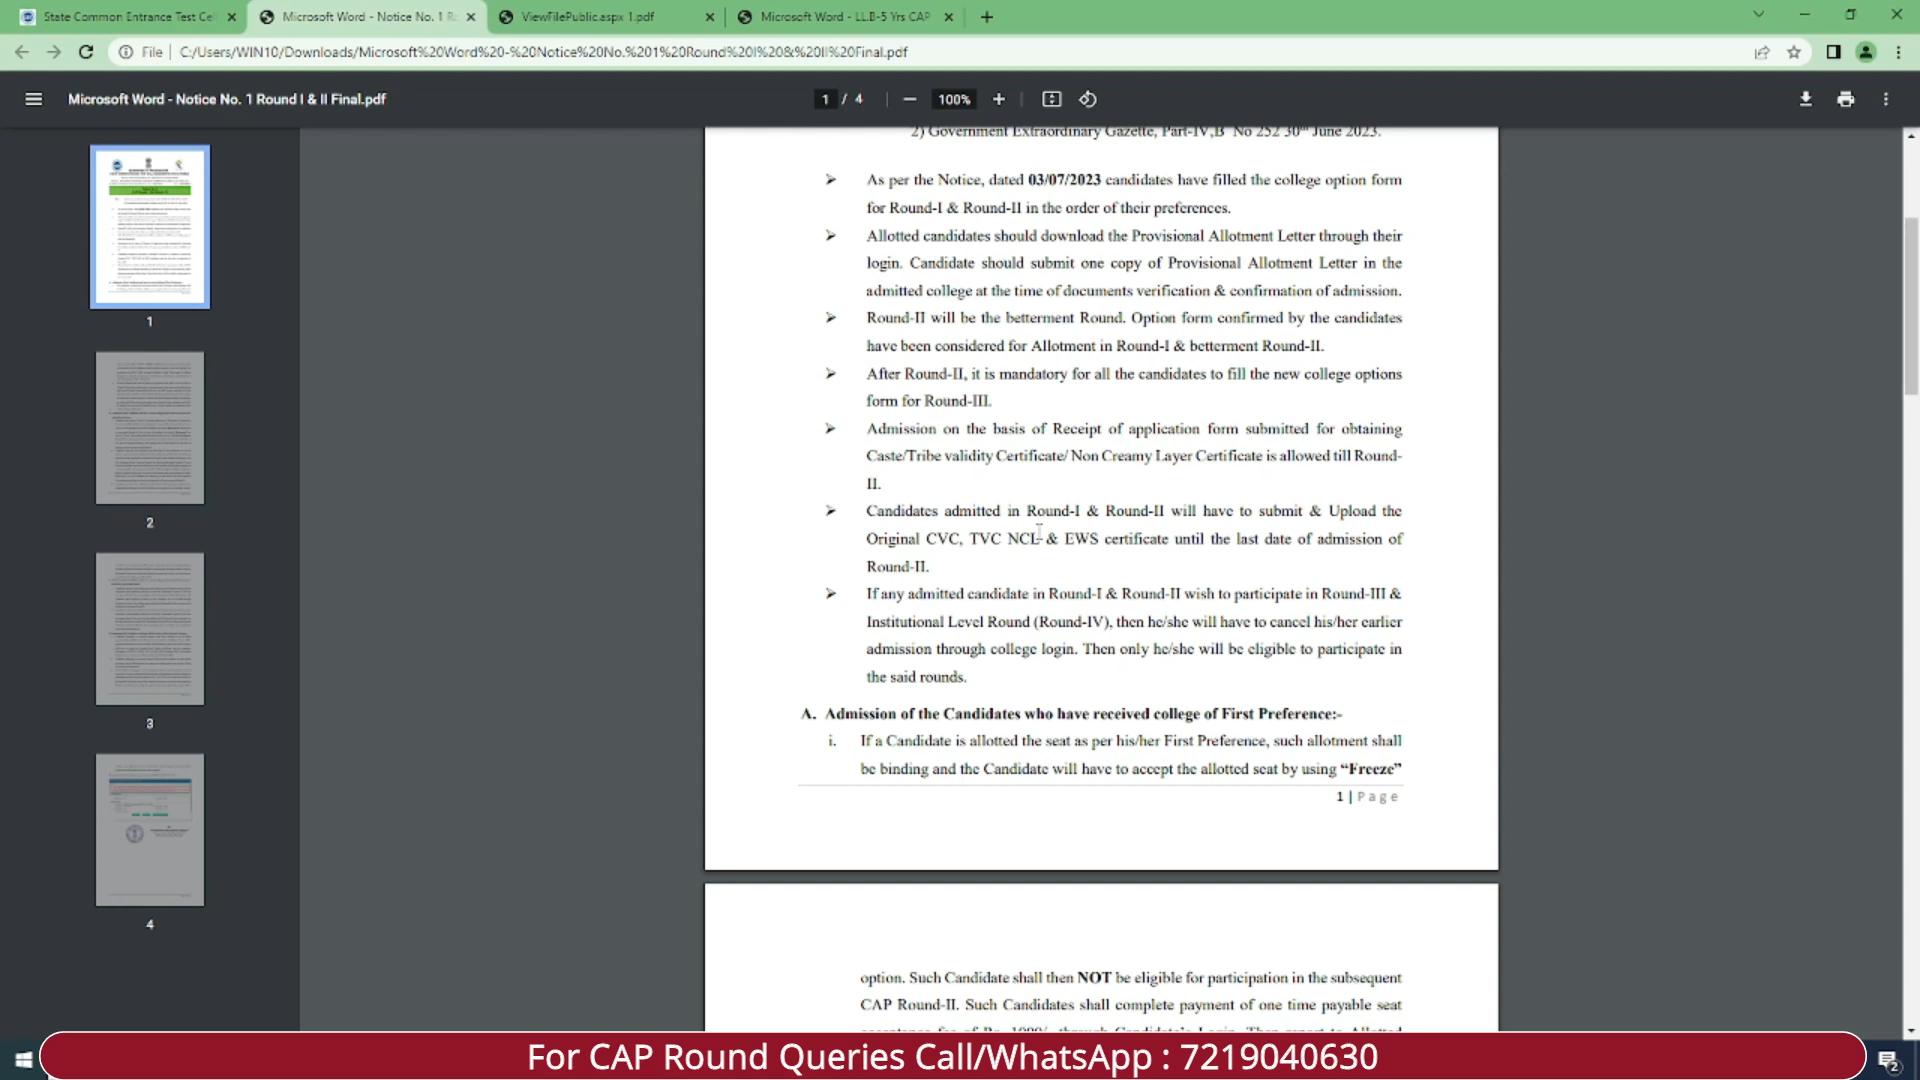 State Common Entrance Test Cel
Microsoft Word - Notice No. 1 R
ViewFilePublic.aspx 1.pdf
Microsoft Word - LL.B-5 Yrs CAP
File
C:/Users/WIN10/Downloads/Microsoft%20Word%20-%20Notice%20No.%201%20Round%20I%20&%20II%20Final.pdf
Microsoft Word - Notice No. 1 Round I & II Final.pdf
1 / 4
100%
2) Government Extraordinary Gazette, Part-IV,B No 252 30th June 2023.
➢ As per the Notice, dated 03/07/2023 candidates have filled the college option form
for Round-I & Round-II in the order of their preferences.
➢ Allotted candidates should download the Provisional Allotment Letter through their
login. Candidate should submit one copy of Provisional Allotment Letter in the
admitted college at the time of documents verification & confirmation of admission.
➢ Round-II will be the betterment Round. Option form confirmed by the candidates
have been considered for Allotment in Round-I & betterment Round-II.
➢ After Round-II, it is mandatory for all the candidates to fill the new college options
form for Round-III.
➢ Admission on the basis of Receipt of application form submitted for obtaining
Caste/Tribe validity Certificate/ Non Creamy Layer Certificate is allowed till Round-
II.
➢ Candidates admitted in Round-I & Round-II will have to submit & Upload the
Original CVC, TVC NCL & EWS certificate until the last date of admission of
Round-II.
➢ If any admitted candidate in Round-I & Round-II wish to participate in Round-III &
Institutional Level Round (Round-IV), then he/she will have to cancel his/her earlier
admission through college login. Then only he/she will be eligible to participate in
the said rounds.
A. Admission of the Candidates who have received college of First Preference:-
i. If a Candidate is allotted the seat as per his/her First Preference, such allotment shall
be binding and the Candidate will have to accept the allotted seat by using “Freeze”
1 | Page
option. Such Candidate shall then NOT be eligible for participation in the subsequent
CAP Round-II. Such Candidates shall complete payment of one time payable seat
1
2
3
4
For CAP Round Queries Call/WhatsApp : 7219040630
2